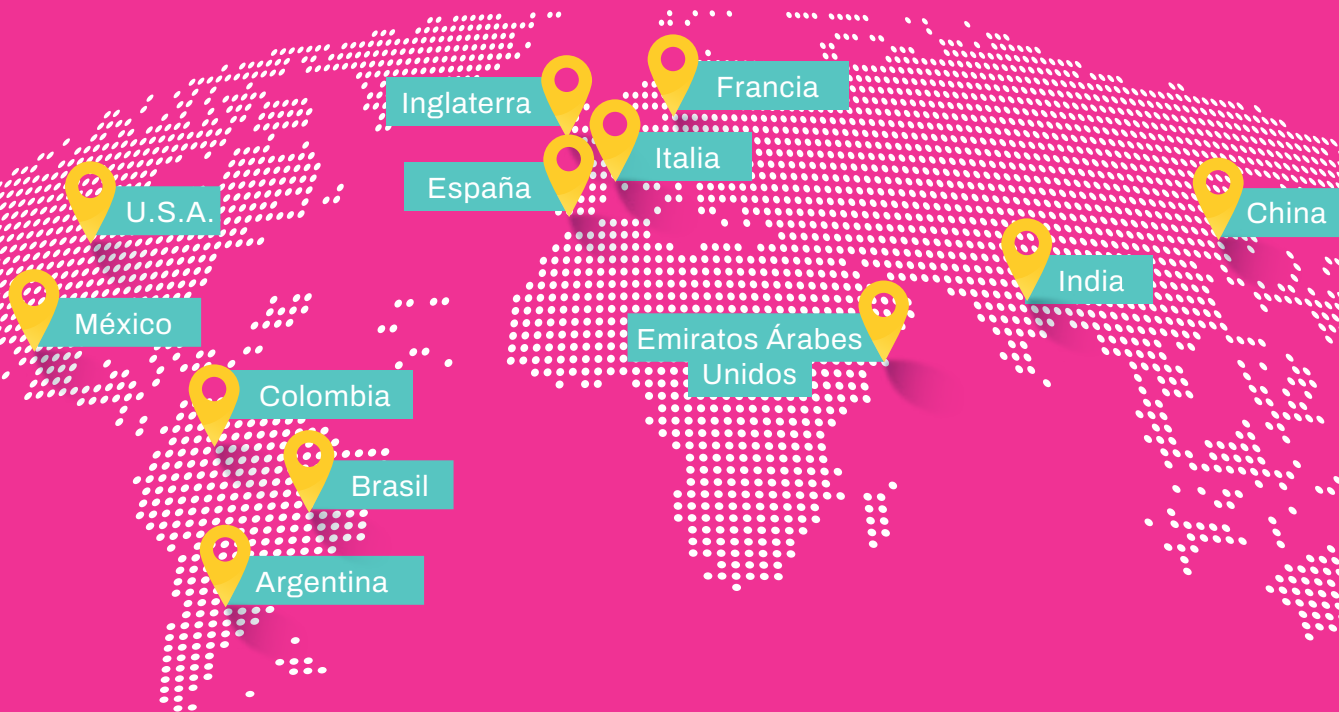 Francia
Inglaterra
Italia
España
U.S.A.
China
India
México
Emiratos Árabes
Unidos
Colombia
Brasil
Argentina